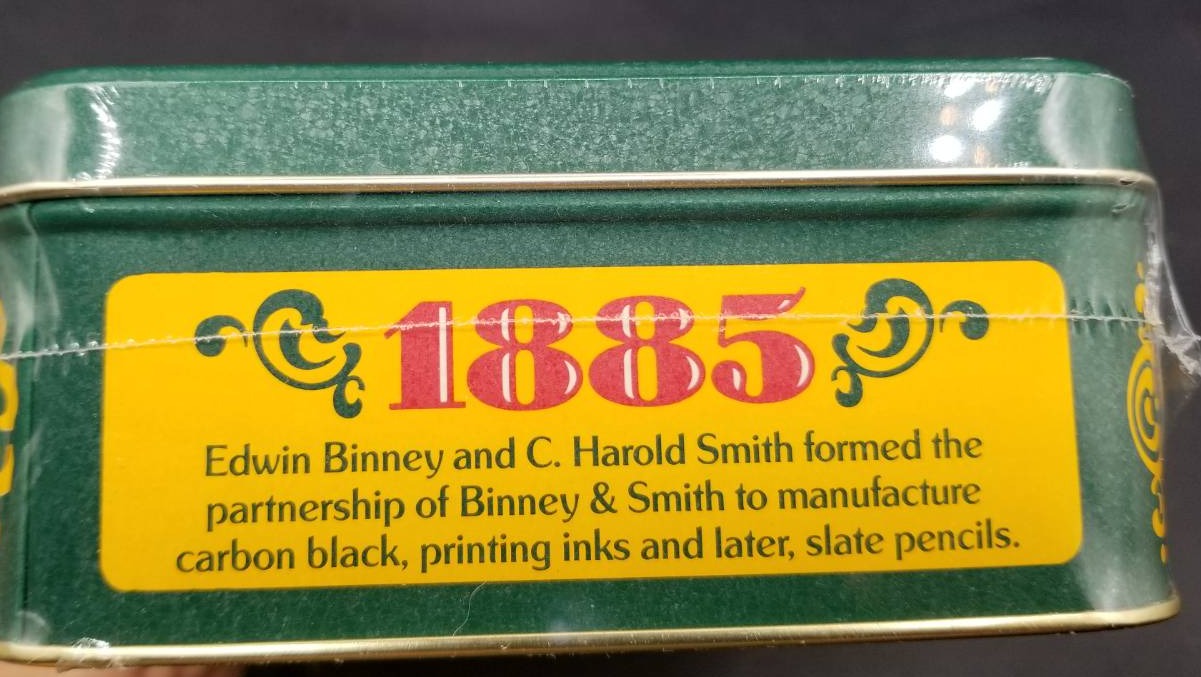 1885
Edwin Binney and C. Harold Smith formed the
partnership of Binney & Smith to manufacture
carbon black, printing inks and later, slate pencils.